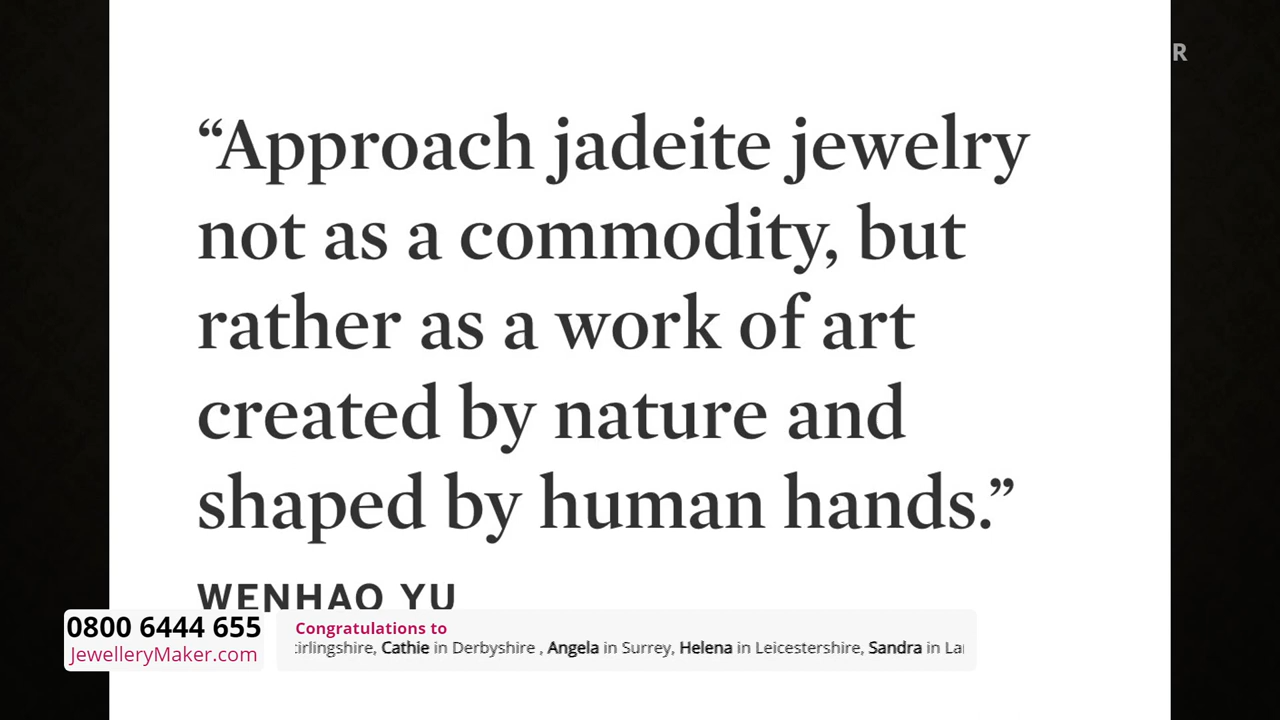 R
“Approach jadeite jewelry
not as a commodity, but
rather as a work of art
created by nature and
shaped by human hands.”
WENHAO YU
0800 6444 655
JewelleryMaker.com
Congratulations to
Cathie in Derbyshire , Angela in Surrey, Helena in Leicestershire, Sandra in